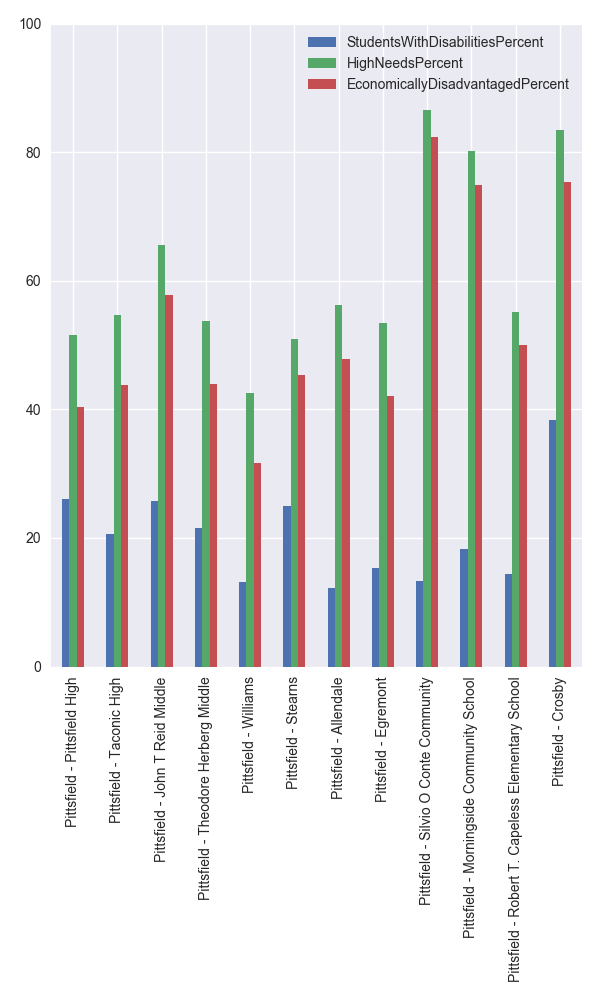 100
80
60
40
20
0
StudentsWithDisabilitiesPercent
HighNeedsPercent
EconomicallyDisadvantagedPercent
Pittsfield - Pittsfield High
Pittsfield - Taconic High
Pittsfield - John T Reid Middle
Pittsfield - Theodore Herberg Middle
Pittsfield - Williams
Pittsfield - Stearns
Pittsfield - Allendale
Pittsfield - Egremont
Pittsfield - Silvio O Conte Community
Pittsfield - Morningside Community School
Pittsfield - Robert T. Capeless Elementary School
Pittsfield - Crosby